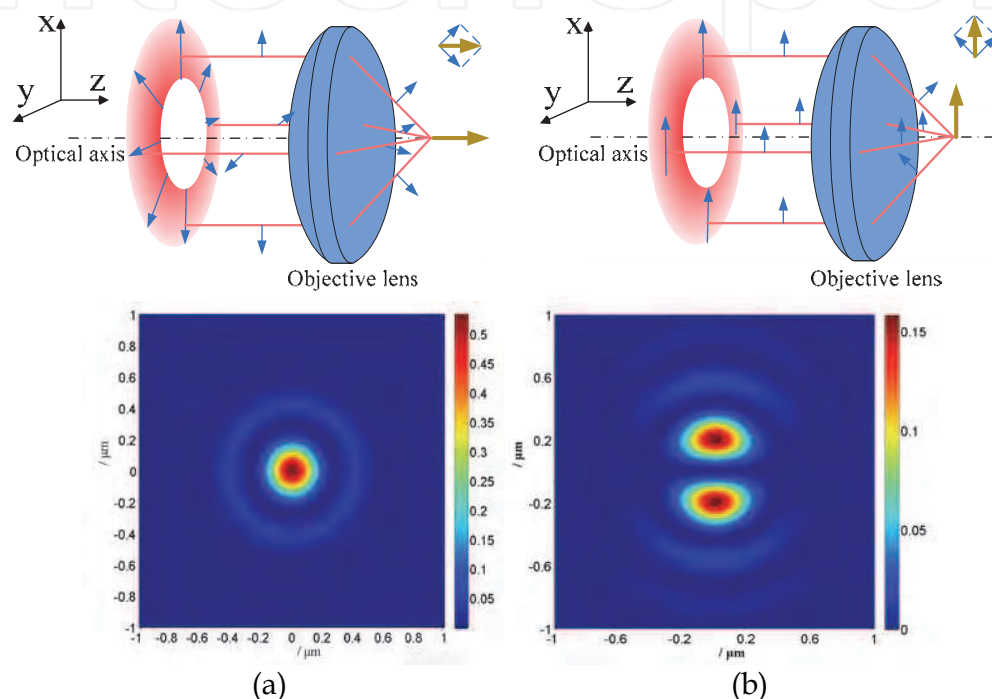 x
y
z
Optical axis
Objective lens
x
y
z
Optical axis
Objective lens
1
0.8
0.6
0.4
0.2
0
-0.2
-0.4
-0.6
-0.8
-1
/ μm
-1 -0.8 -0.6 -0.4 -0.2 0 0.2 0.4 0.6 0.8 1
/ μm
0.5
0.45
0.4
0.35
0.3
0.25
0.2
0.15
0.1
0.05
1
0.6
0.2
-0.2
-0.6
-1
/ μm
-1 -0.6 -0.2 0.2 0.6 1
/ μm
0.15
0.1
0.05
0
(a)
(b)